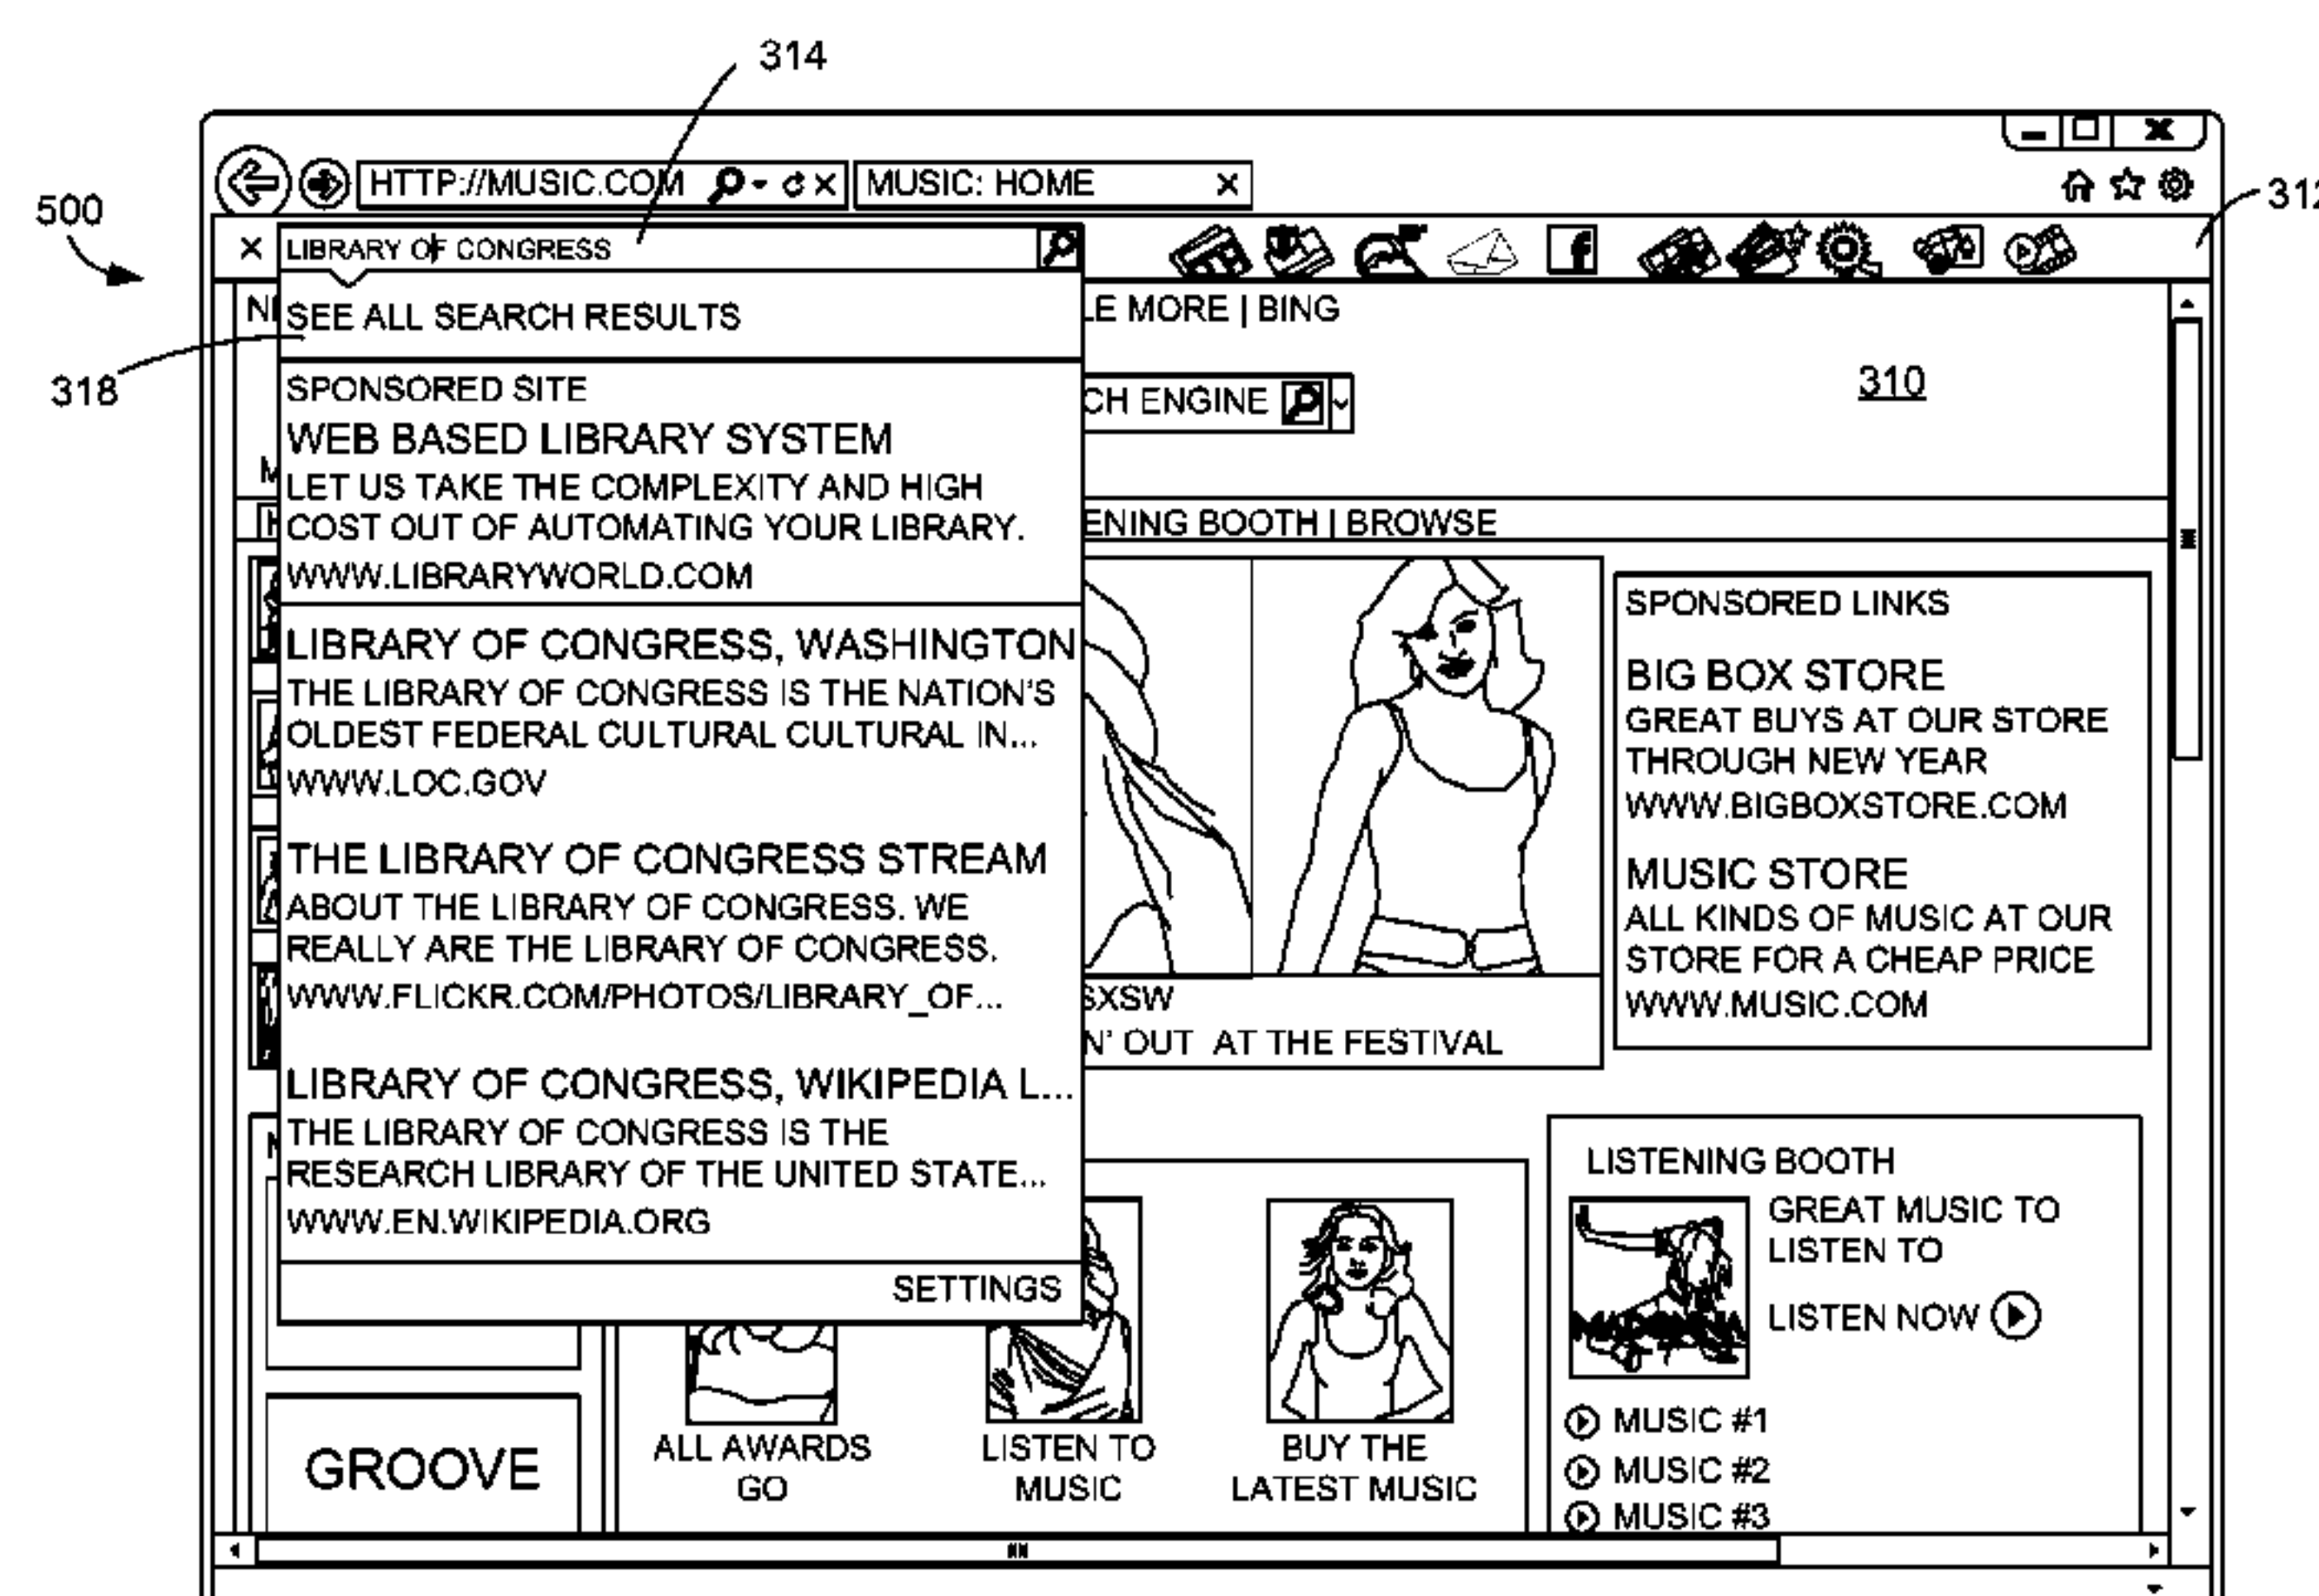 314
HTTP://MUSIC.COM
MUSIC: HOME
500
312
LIBRARY OF CONGRESS
f
SEE ALL SEARCH RESULTS
LE MORE | BING
318
310
SPONSORED SITE
CH ENGINE
WEB BASED LIBRARY SYSTEM
LET US TAKE THE COMPLEXITY AND HIGH
COST OUT OF AUTOMATING YOUR LIBRARY.
WWW.LIBRARYWORLD.COM
ENING BOOTH | BROWSE
LIBRARY OF CONGRESS, WASHINGTON
THE LIBRARY OF CONGRESS IS THE NATION'S
OLDEST FEDERAL CULTURAL CULTURAL IN...
WWW.LOC.GOV
THE LIBRARY OF CONGRESS STREAM
ABOUT THE LIBRARY OF CONGRESS. WE
REALLY ARE THE LIBRARY OF CONGRESS.
WWW.FLICKR.COM/PHOTOS/LIBRARY_OF...
LIBRARY OF CONGRESS, WIKIPEDIA L...
THE LIBRARY OF CONGRESS IS THE
RESEARCH LIBRARY OF THE UNITED STATE...
WWW.EN.WIKIPEDIA.ORG
SETTINGS
SXSW
N' OUT AT THE FESTIVAL
SPONSORED LINKS
BIG BOX STORE
GREAT BUYS AT OUR STORE
THROUGH NEW YEAR
WWW.BIGBOXSTORE.COM
MUSIC STORE
ALL KINDS OF MUSIC AT OUR
STORE FOR A CHEAP PRICE
WWW.MUSIC.COM
GROOVE
ALL AWARDS
GO
LISTEN TO
MUSIC
BUY THE
LATEST MUSIC
LISTENING BOOTH
GREAT MUSIC TO
LISTEN TO
LISTEN NOW
MUSIC #1
MUSIC #2
MUSIC #3